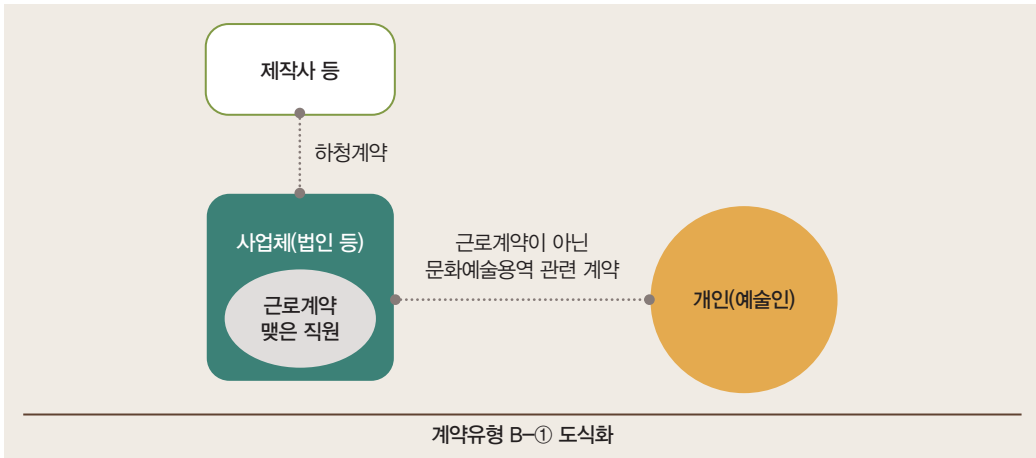 제작사 등
하청계약
사업체(법인 등)
근로계약
맺은 직원
근로계약이 아닌
문화예술용역 관련 계약
개인(예술인)
계약유형 B-① 도식화